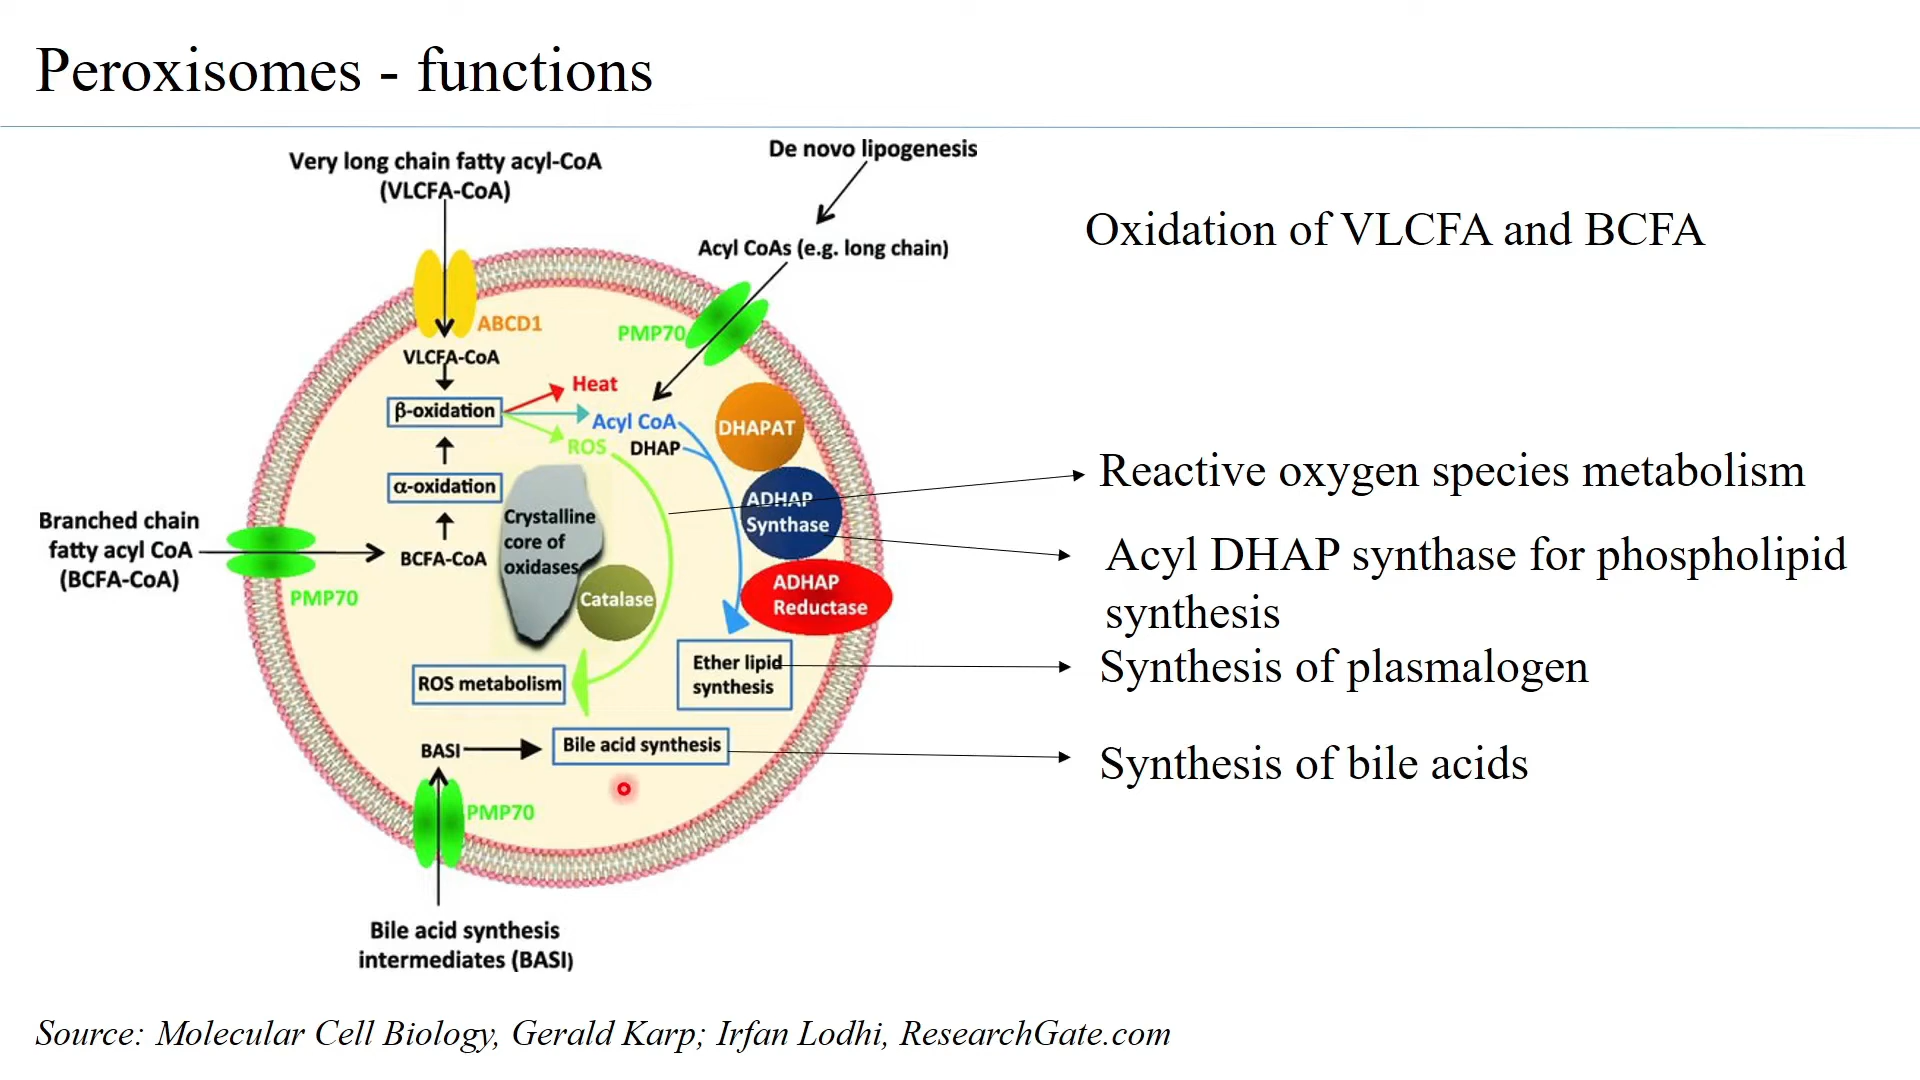 Peroxisomes - functions
De novo lipogenesis
Very long chain fatty acyl-CoA
(VLCFA-CoA)
Acyl CoAs (e.g. long chain)
Oxidation of VLCFA and BCFA
ABCD1
PMP70
VLCFA-CoA
Heat
β-oxidation
Acyl CoA
DHAPAT
ROS
DHAP
Reactive oxygen species metabolism
α-oxidation
ADHAP
Synthase
Crystalline
core of
oxidases
Branched chain
fatty acyl CoA
(BCFA-CoA)
BCFA-CoA
Acyl DHAP synthase for phospholipid
synthesis
PMP70
Catalase
ADHAP
Reductase
Ether lipid
synthesis
Synthesis of plasmalogen
ROS metabolism
BASI
Bile acid synthesis
Synthesis of bile acids
PMP70
Bile acid synthesis
intermediates (BASI)
Source: Molecular Cell Biology, Gerald Karp; Irfan Lodhi, ResearchGate.com